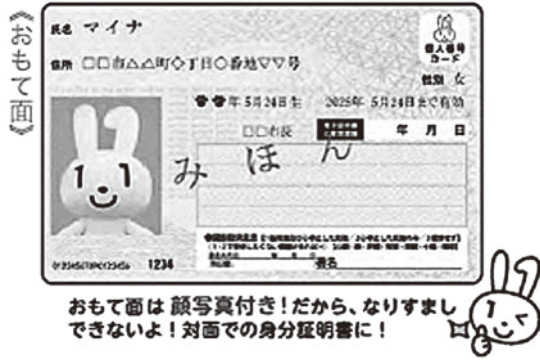 《おもて面》
氏名 マイナ
個人番号
カード
住所 □□市△△町◇丁目○番地▽▽号
性別 女
年5月24日生 2025年 5月24日まで有効
□□市長
年 月 日
みほん
署名
1234
おもて面は 顔写真付き!だから、なりすまし
できないよ!対面での身分証明書に!